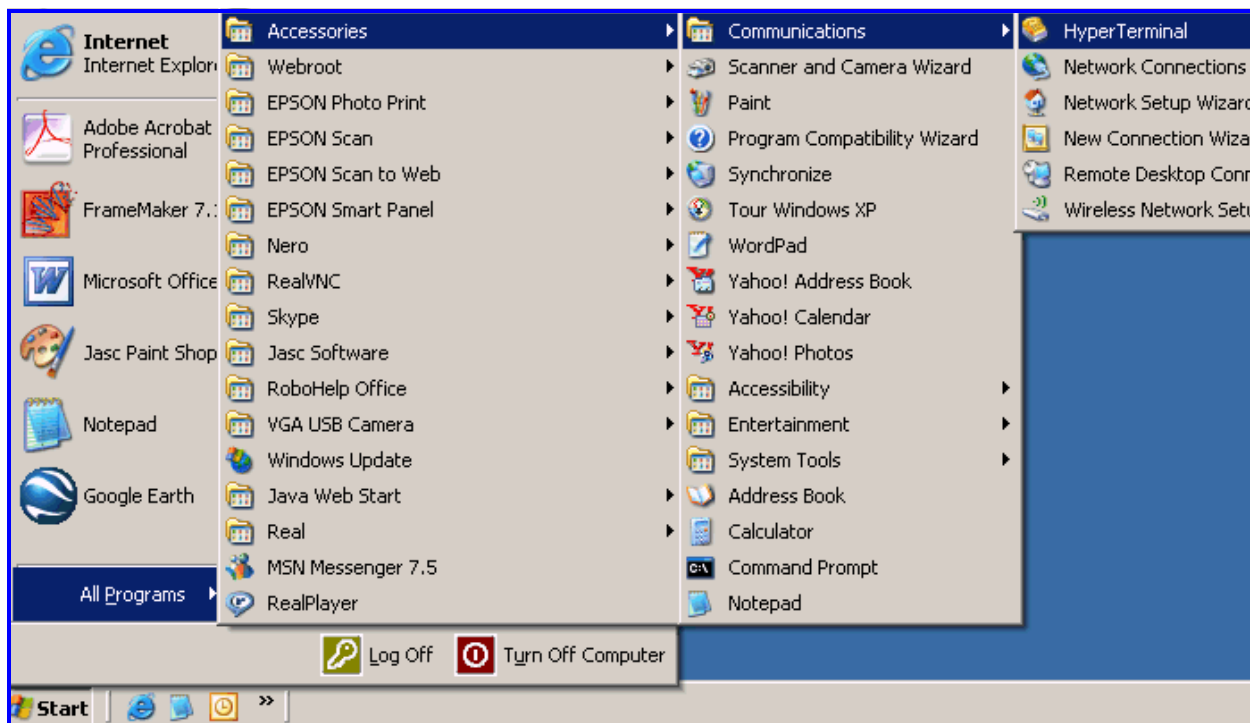 Internet
Internet Explor
Adobe Acrobat
Professional
FrameMaker 7.
Microsoft Office
Jasc Paint Shop
Notepad
Google Earth
All Programs
Accessories
Webroot
EPSON Photo Print
EPSON Scan
EPSON Scan to Web
EPSON Smart Panel
Nero
RealVNC
Skype
Jasc Software
RoboHelp Office
VGA USB Camera
Windows Update
Java Web Start
Real
MSN Messenger 7.5
RealPlayer
Communications
Scanner and Camera Wizard
Paint
Program Compatibility Wizard
Synchronize
Tour Windows XP
WordPad
Yahoo! Address Book
Yahoo! Calendar
Yahoo! Photos
Accessibility
Entertainment
System Tools
Address Book
Calculator
Command Prompt
Notepad
HyperTerminal
Network Connections
Network Setup Wizard
New Connection Wiza
Remote Desktop Conn
Wireless Network Setu
Log Off
Turn Off Computer
Start